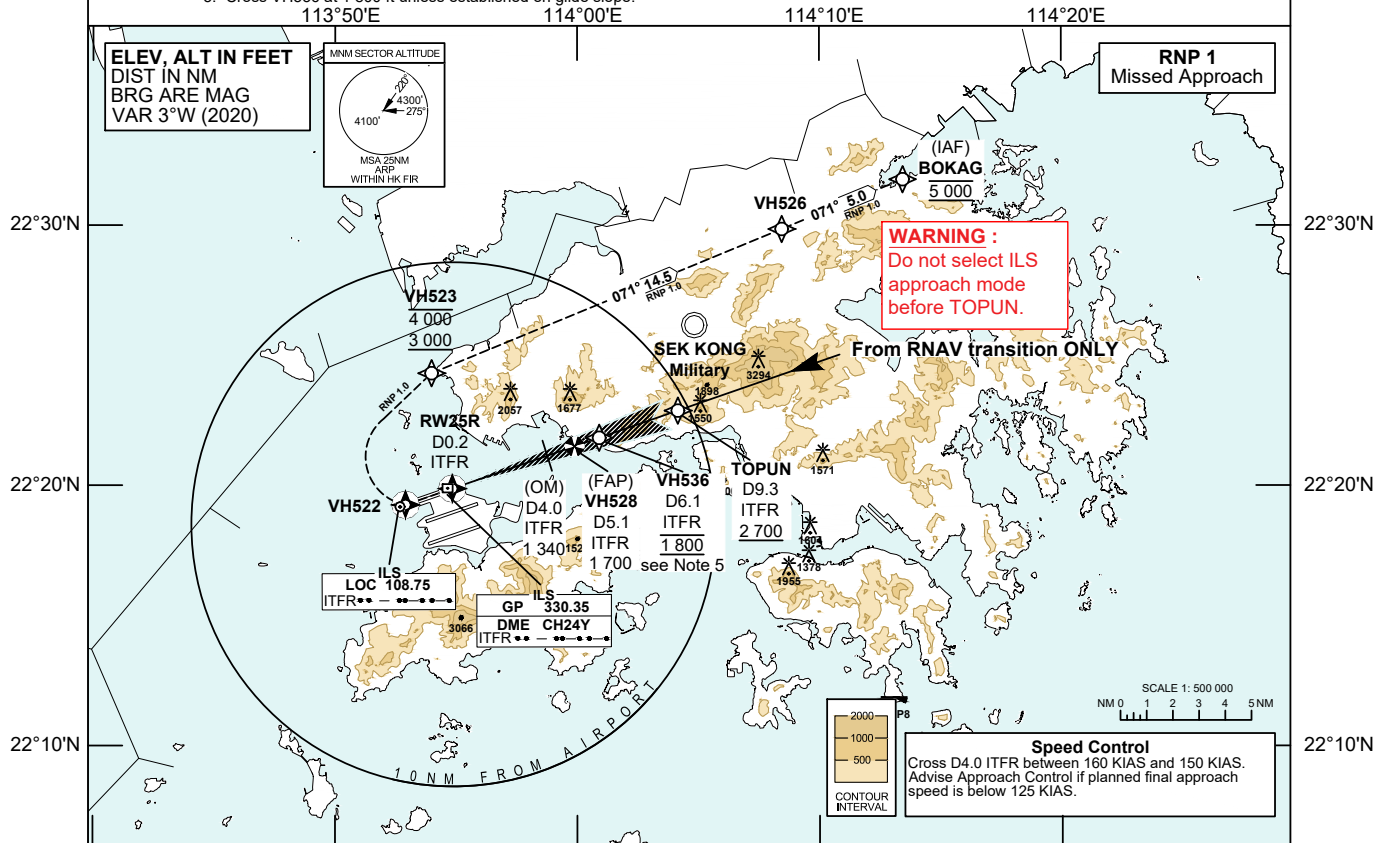 113°50'E
114°00'E
114°10'E
114°20'E
ELEV, ALT IN FEET
DIST IN NM
BRG ARE MAG
VAR 3°W (2020)
MNM SECTOR ALTITUDE
220°
4300'
275°
4100'
MSA 25NM
ARP
WITHIN HK FIR
RNP 1
Missed Approach
(IAF)
BOKAG
5 000
071° 5.0
RNP 1.0
VH526
22°30'N
22°30'N
WARNING :
Do not select ILS
approach mode
before TOPUN.
071° 14.5
RNP 1.0
VH523
4 000
3 000
SEK KONG
Military
From RNAV transition ONLY
3294
1898
2057
1677
1550
RNP 1.0
RW25R
D0.2
ITFR
22°20'N
22°20'N
VH522
(OM)
D4.0
ITFR
1 340
(FAP)
VH528
D5.1
ITFR
1 700
VH536
D6.1
ITFR
1 800
see Note 5
TOPUN
D9.3
ITFR
2 700
1571
1604
1378
1955
ILS
LOC 108.75
ITFR
ILS
GP 330.35
DME CH24Y
ITFR
3066
10NM FROM AIRPORT
SCALE 1: 500 000
NM 0 1 2 3 4 5 NM
P8
22°10'N
22°10'N
2000
1000
500
CONTOUR
INTERVAL
Speed Control
Cross D4.0 ITFR between 160 KIAS and 150 KIAS.
Advise Approach Control if planned final approach
speed is below 125 KIAS.